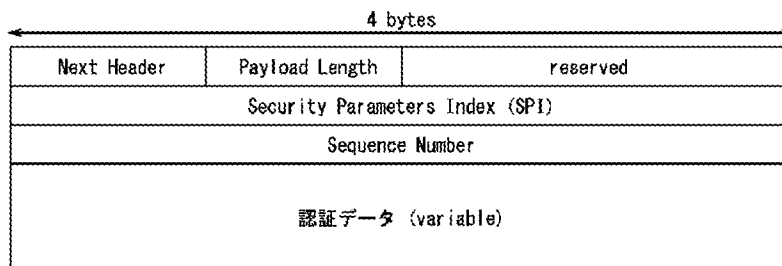 4 bytes
Next Header Payload Length reserved
Security Parameters Index (SPI)
Sequence Number
認証データ (variable)